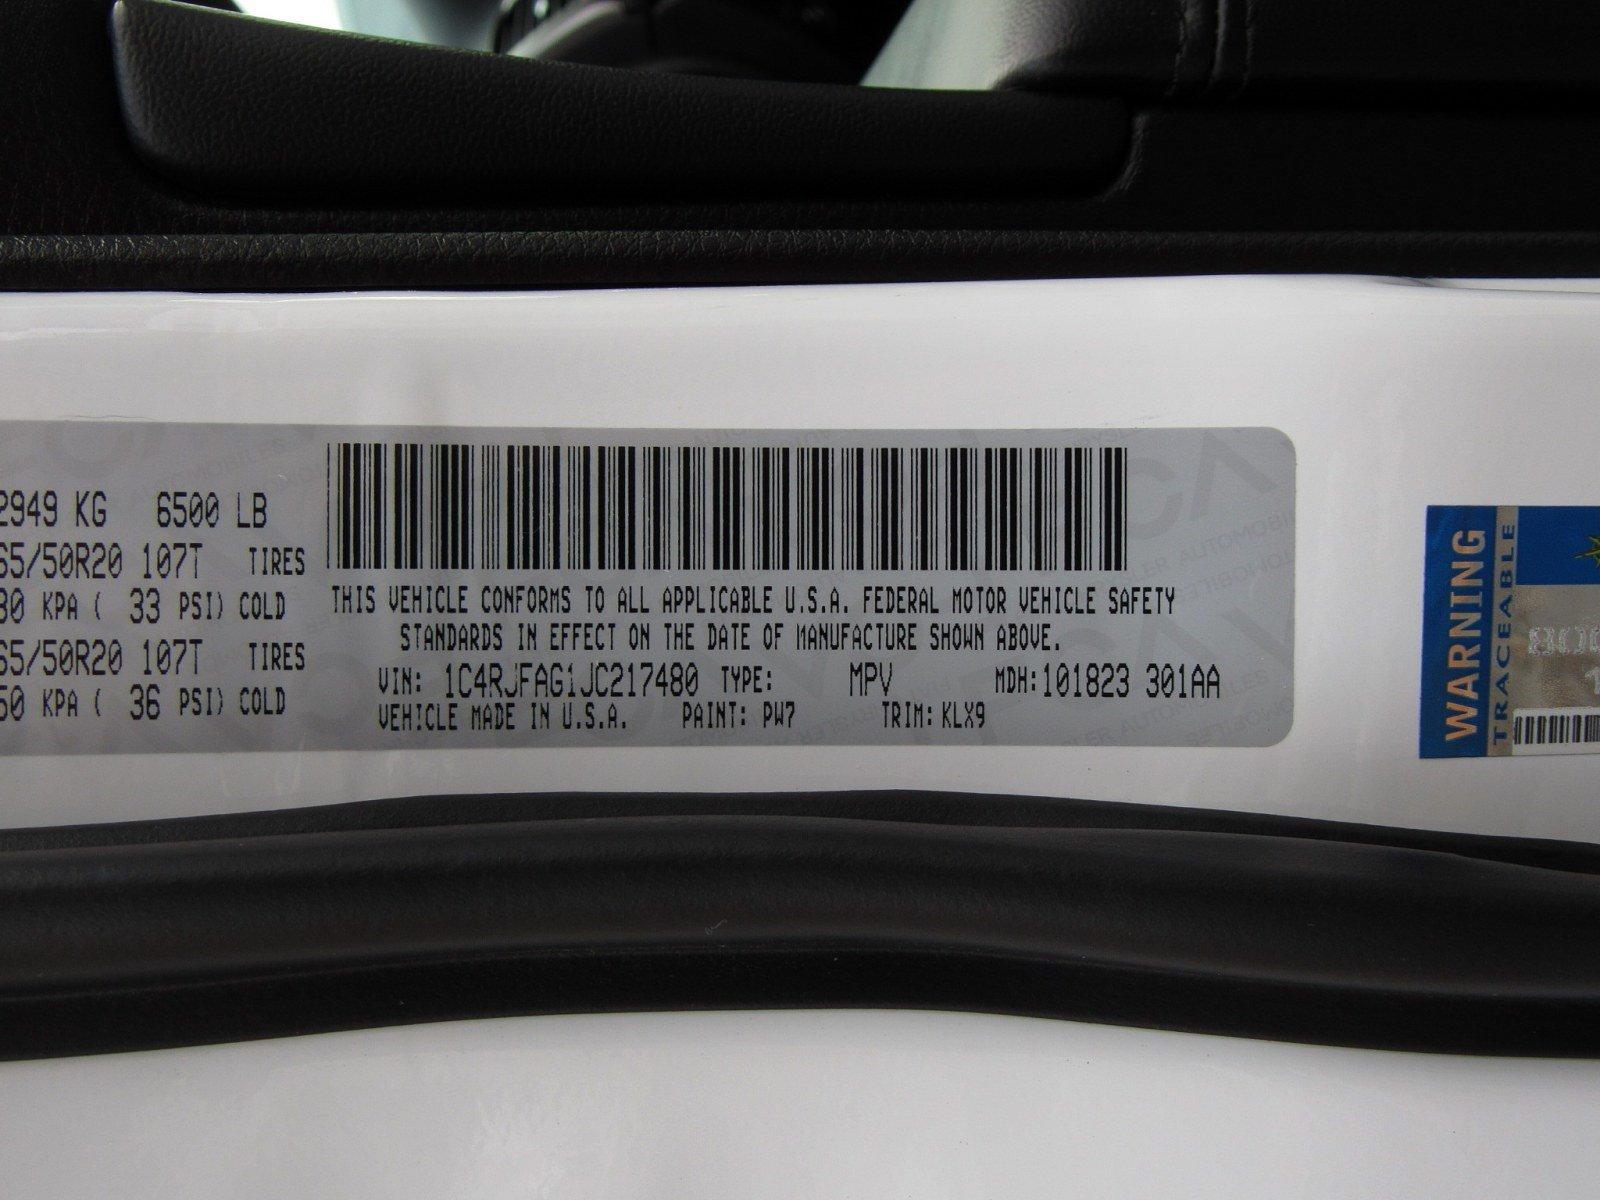 2949 KG 6500 LB
65/50R20 107T TIRES
30 KPA ( 33 PSI) COLD
65/50R20 107T TIRES
50 KPA ( 36 PSI) COLD
THIS VEHICLE CONFORMS TO ALL APPLICABLE U.S.A. FEDERAL MOTOR VEHICLE SAFETY
STANDARDS IN EFFECT ON THE DATE OF MANUFACTURE SHOWN ABOVE.
VIN: 1C4RJFAG1JC217480 TYPE: MPV MDH:101823 301AA
VEHICLE MADE IN U.S.A. PAINT: PW7 TRIM: KLX9
WARNING
TRACEABLE